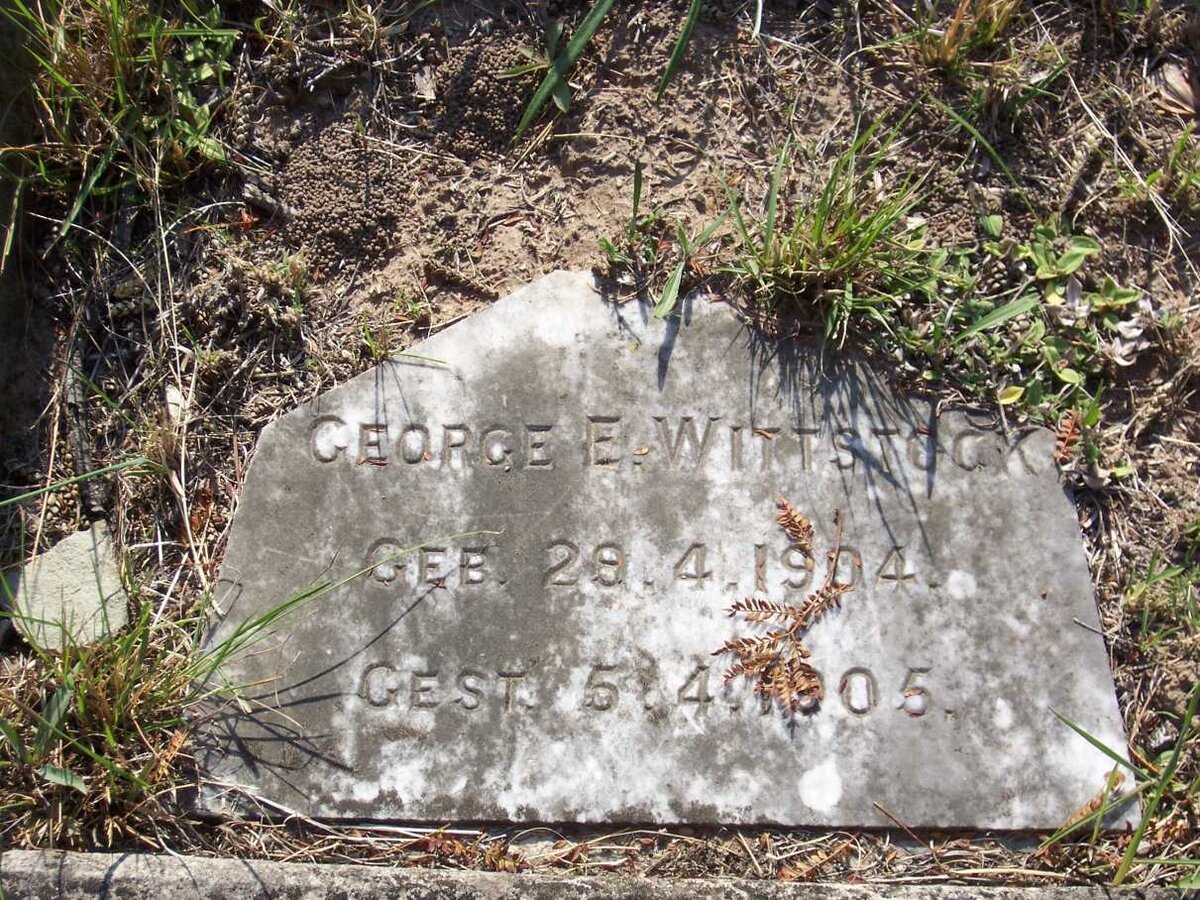 GEORGE E. WITTSTOCK
GEB. 29.4.1904.
GEST. 5.4.1905.